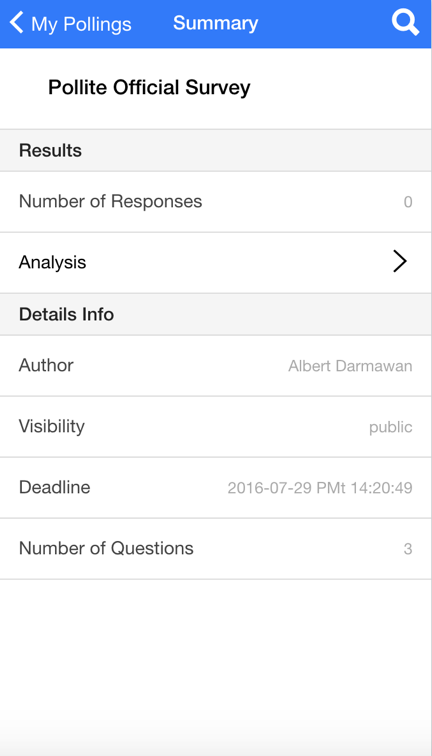 My Pollings Summary
Pollite Official Survey
Results
Number of Responses 0
Analysis
Details Info
Author Albert Darmawan
Visibility public
Deadline 2016-07-29 PMt 14:20:49
Number of Questions 3